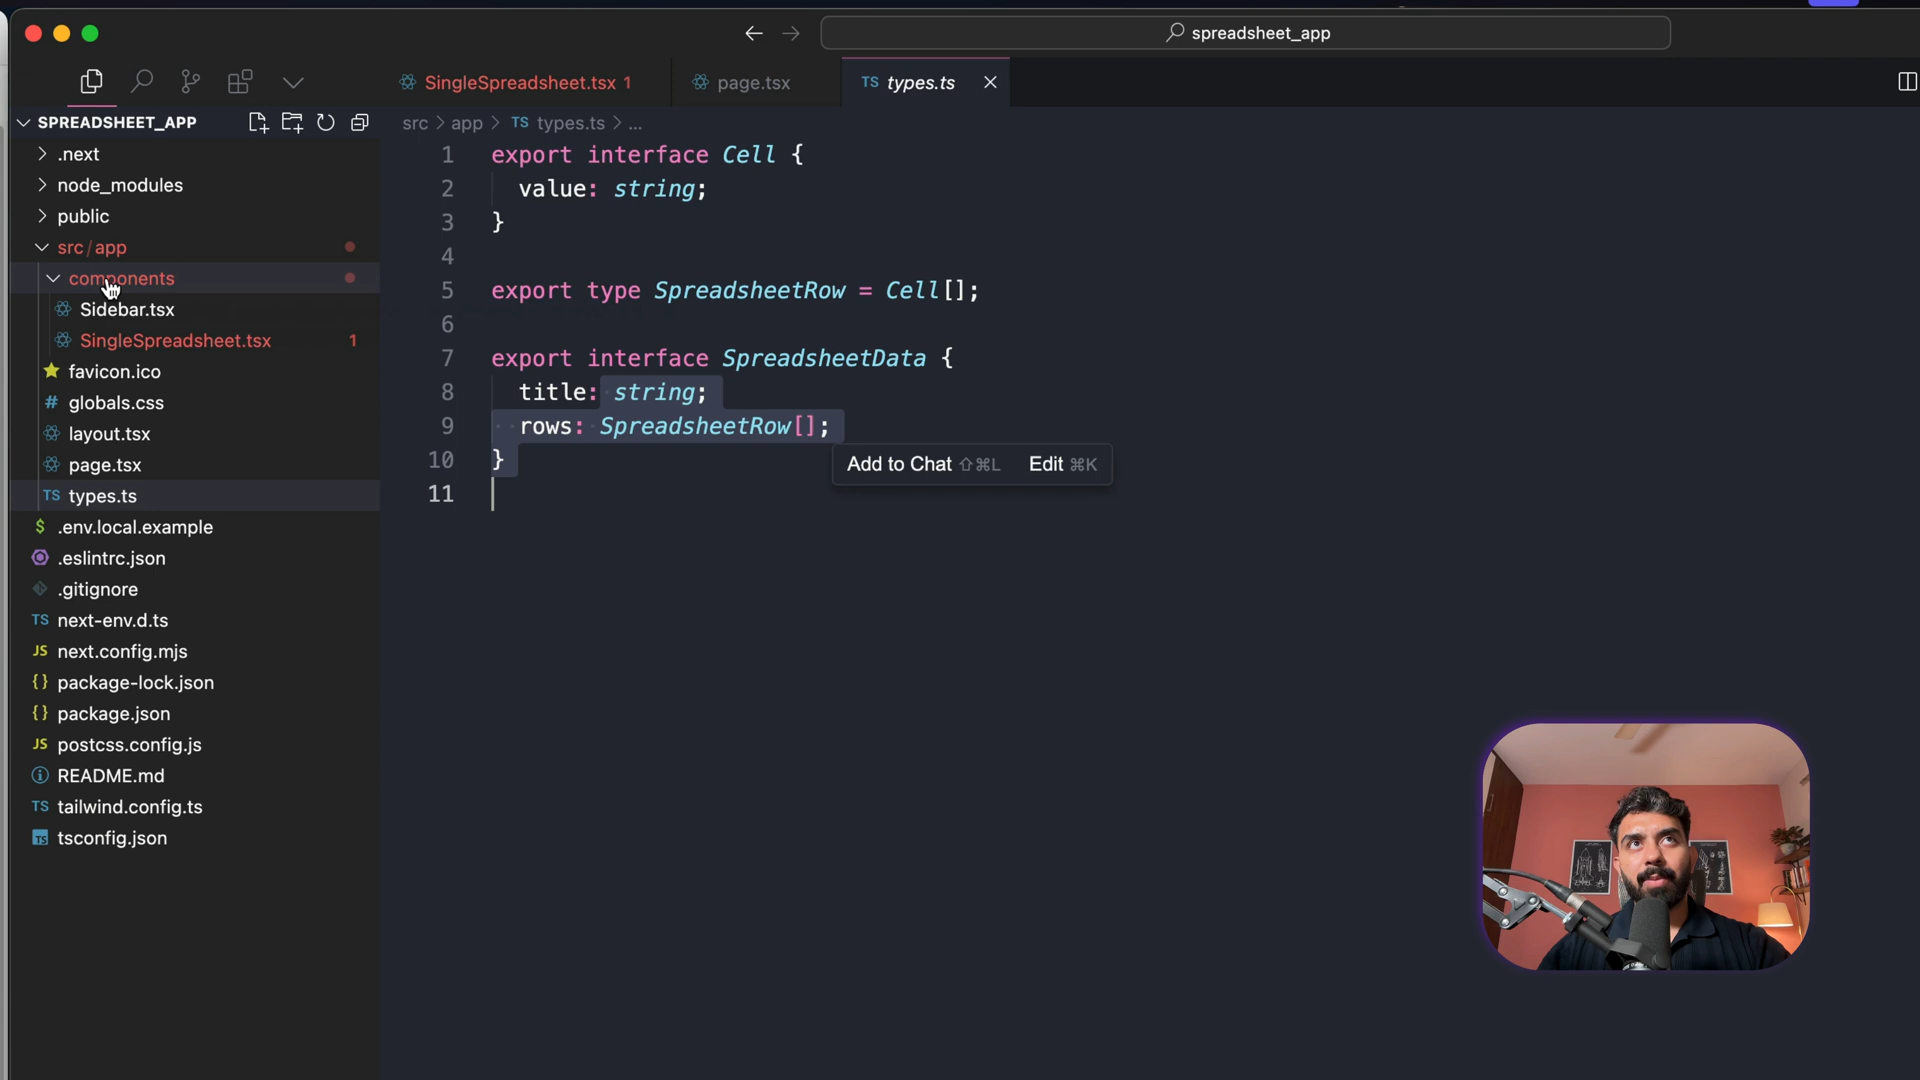 spreadsheet_app
SingleSpreadsheet.tsx 1
page.tsx
TS types.ts
SPREADSHEET_APP
src > app > TS types.ts > ...
.next
node_modules
public
src / app
components
Sidebar.tsx
SingleSpreadsheet.tsx 1
favicon.ico
# globals.css
layout.tsx
page.tsx
TS types.ts
$ .env.local.example
.eslintrc.json
.gitignore
TS next-env.d.ts
JS next.config.mjs
{} package-lock.json
{} package.json
JS postcss.config.js
README.md
TS tailwind.config.ts
TS tsconfig.json
1 export interface Cell {
2 value: string;
3 }
4
5 export type SpreadsheetRow = Cell[];
6
7 export interface SpreadsheetData {
8 title: string;
9 rows: SpreadsheetRow[];
10 }
11
Add to Chat ⇧⌘L Edit ⌘K